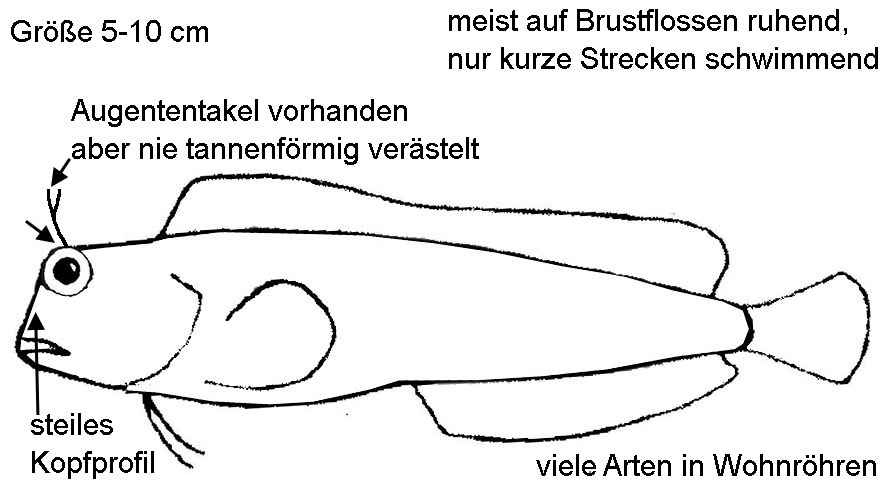 Größe 5-10 cm
meist auf Brustflossen ruhend,
nur kurze Strecken schwimmend
Augententakel vorhanden
aber nie tannenförmig verästelt
steiles
Kopfprofil
viele Arten in Wohnröhren